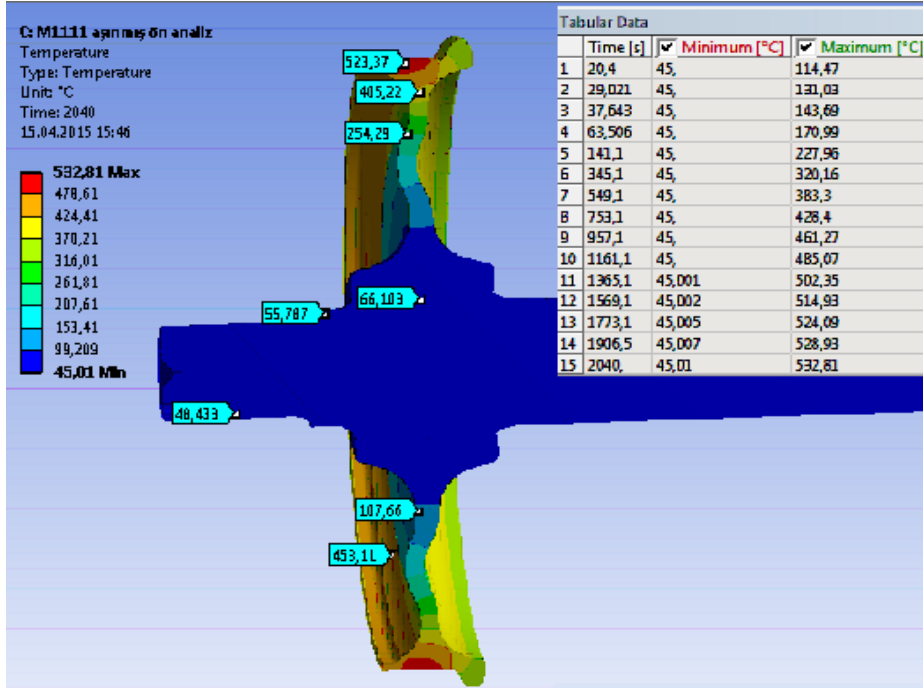 C: M1111 aşınmış ön analiz
Temperature
Type: Temperature
Unit: °C
Time: 2040
15.04.2015 15:46
532,81 Max
478,61
424,41
370,21
316,01
261,81
207,61
153,41
99,209
45,01 Min
523,37
405,22
254,29
66,103
55,787
48,433
107,66
453,11
Tabular Data
Time [s] Minimum [°C] Maximum [°C]
1 20,4 45, 114,47
2 29,021 45, 131,03
3 37,643 45, 143,69
4 63,506 45, 170,99
5 141,1 45, 227,96
6 345,1 45, 320,16
7 549,1 45, 383,3
8 753,1 45, 428,4
9 957,1 45, 461,27
10 1161,1 45, 485,07
11 1365,1 45,001 502,35
12 1569,1 45,002 514,93
13 1773,1 45,005 524,09
14 1906,5 45,007 528,93
15 2040, 45,01 532,81